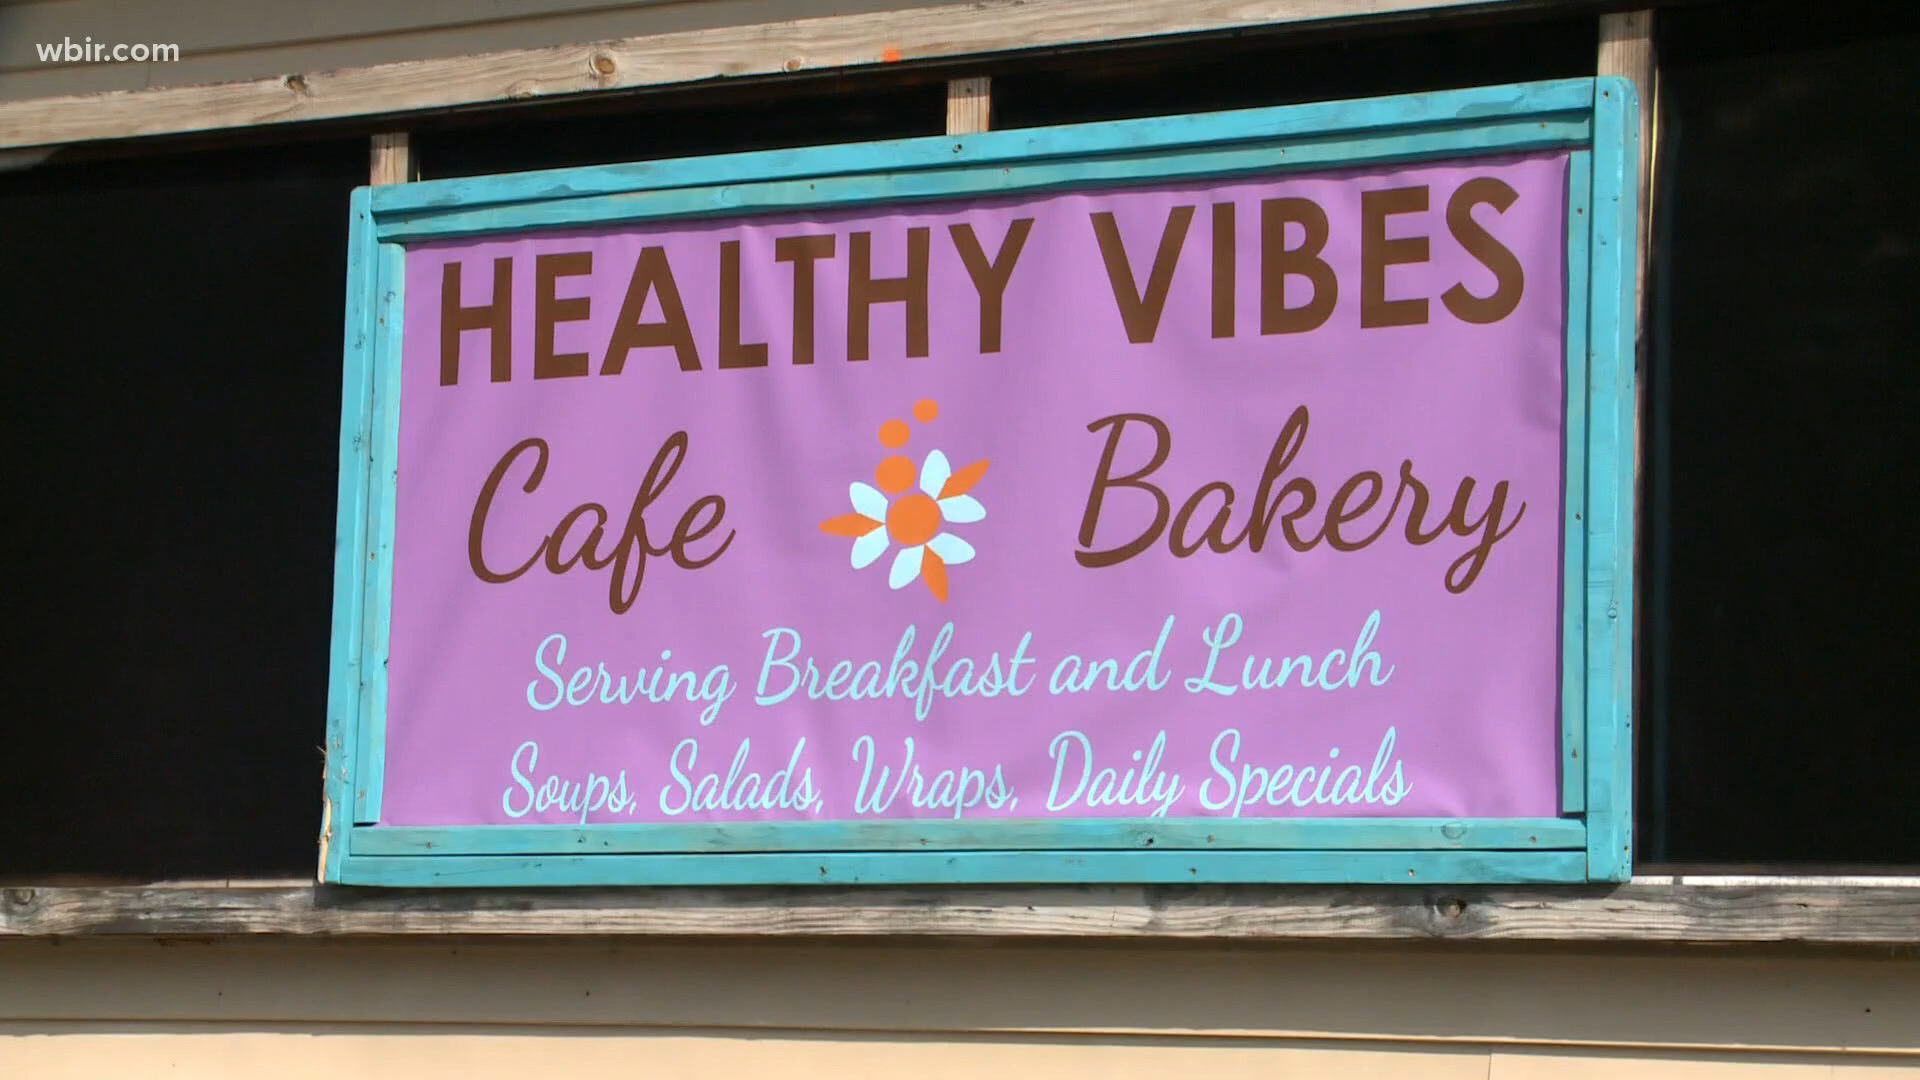 wbir.com
HEALTHY VIBES
Cafe Bakery
Serving Breakfast and Lunch
Soups, Salads, Wraps, Daily Specials